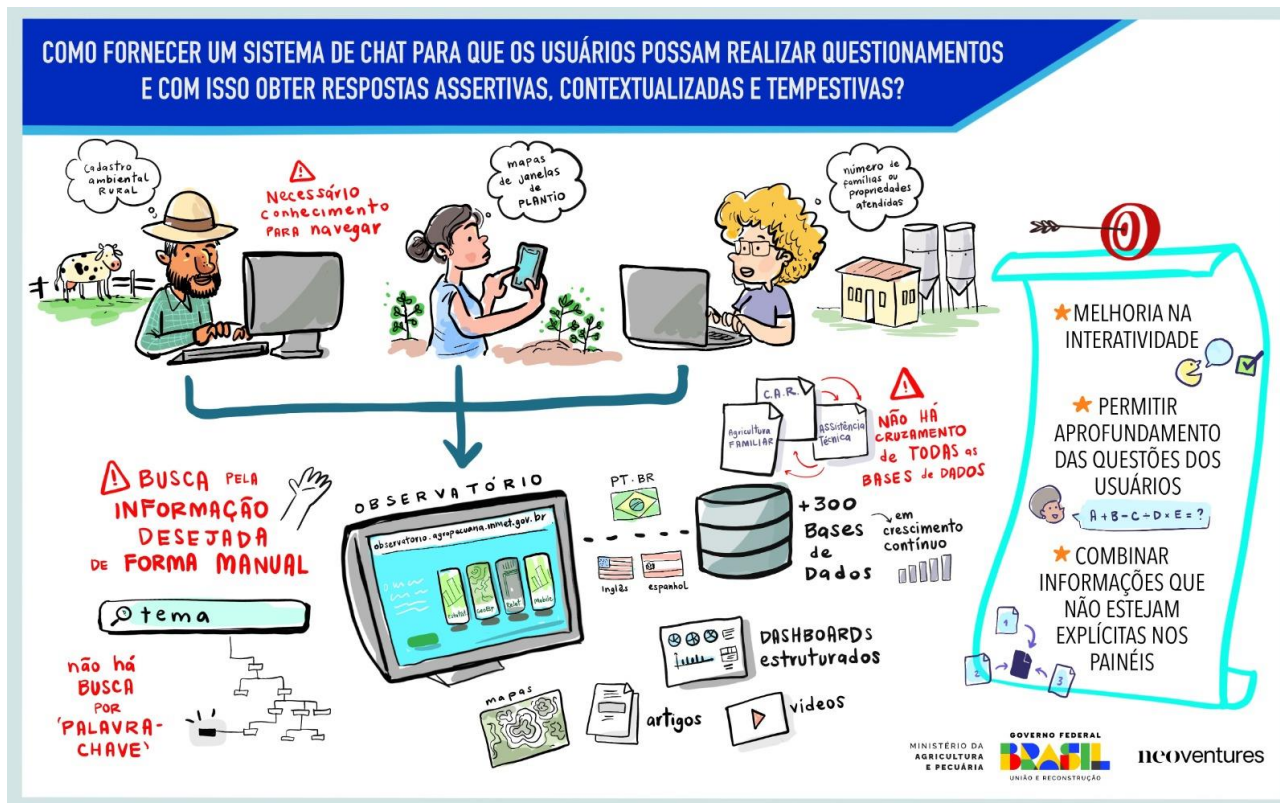 COMO FORNECER UM SISTEMA DE CHAT PARA QUE OS USUÁRIOS POSSAM REALIZAR QUESTIONAMENTOS
E COM ISSO OBTER RESPOSTAS ASSERTIVAS, CONTEXTUALIZADAS E TEMPESTIVAS?
cadastro
ambiental
RURAL
Necessário
conhecimento
PARA navegar
mapas
de janelas
de
PLANTIO
número de
famílias ou
propriedades
atendidas
BUSCA PELA
INFORMAÇÃO
DESEJADA
DE FORMA MANUAL
tema
não há
BUSCA
POR
'PALAVRA-
CHAVE'
OBSERVATÓRIO
observatorio.agropecuaria.inmet.gov.br
Mobile
PT-BR
inglês
espanhol
C.A.R.
Agricultura
FAMILIAR
ASSistência
Técnica
NÃO HÁ
CRUZAMENTO
de TODAS as
BASES de DADOS
+300
Bases
de
Dados
em
crescimento
contínuo
DASHBOARDS
estruturados
mapas
artigos
vídeos
MELHORIA NA
INTERATIVIDADE
PERMITIR
APROFUNDAMENTO
DAS QUESTÕES DOS
USUÁRIOS
A+B-C÷D×E=?
COMBINAR
INFORMAÇÕES QUE
NÃO ESTEJAM
EXPLÍCITAS NOS
PAINÉIS
1
2
3
MINISTÉRIO DA
AGRICULTURA
E PECUÁRIA
GOVERNO FEDERAL
BRASIL
UNIÃO E RECONSTRUÇÃO
neoventures